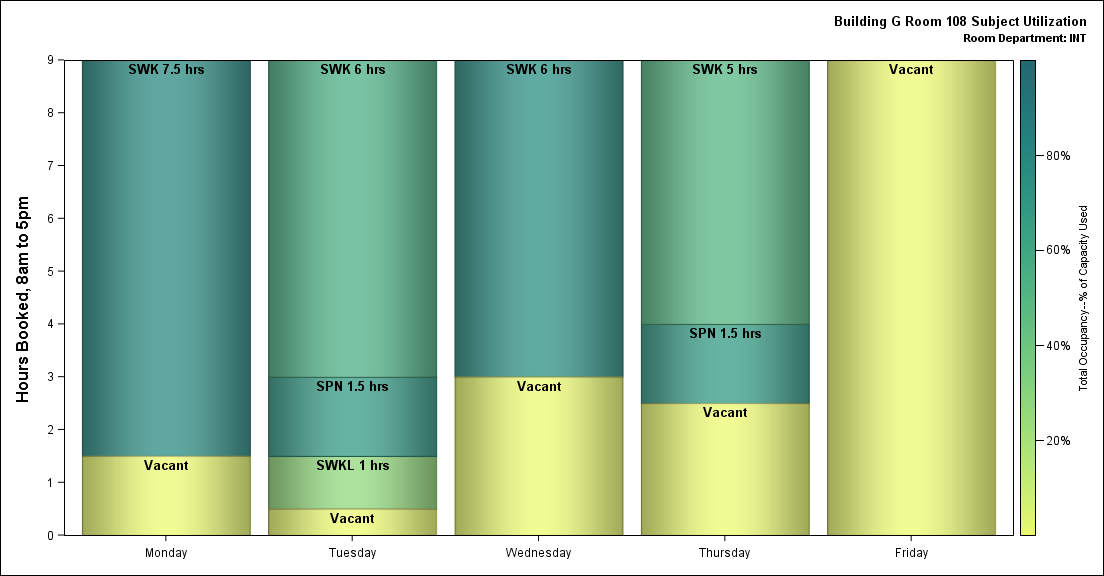 Building G Room 108 Subject Utilization
Room Department: INT
Hours Booked, 8am to 5pm
9
8
7
6
5
4
3
2
1
0
SWK 7.5 hrs
Vacant
SWK 6 hrs
SPN 1.5 hrs
SWKL 1 hrs
Vacant
SWK 6 hrs
Vacant
SWK 5 hrs
SPN 1.5 hrs
Vacant
Vacant
Monday
Tuesday
Wednesday
Thursday
Friday
80%
60%
40%
20%
Total Occupancy--% of Capacity Used